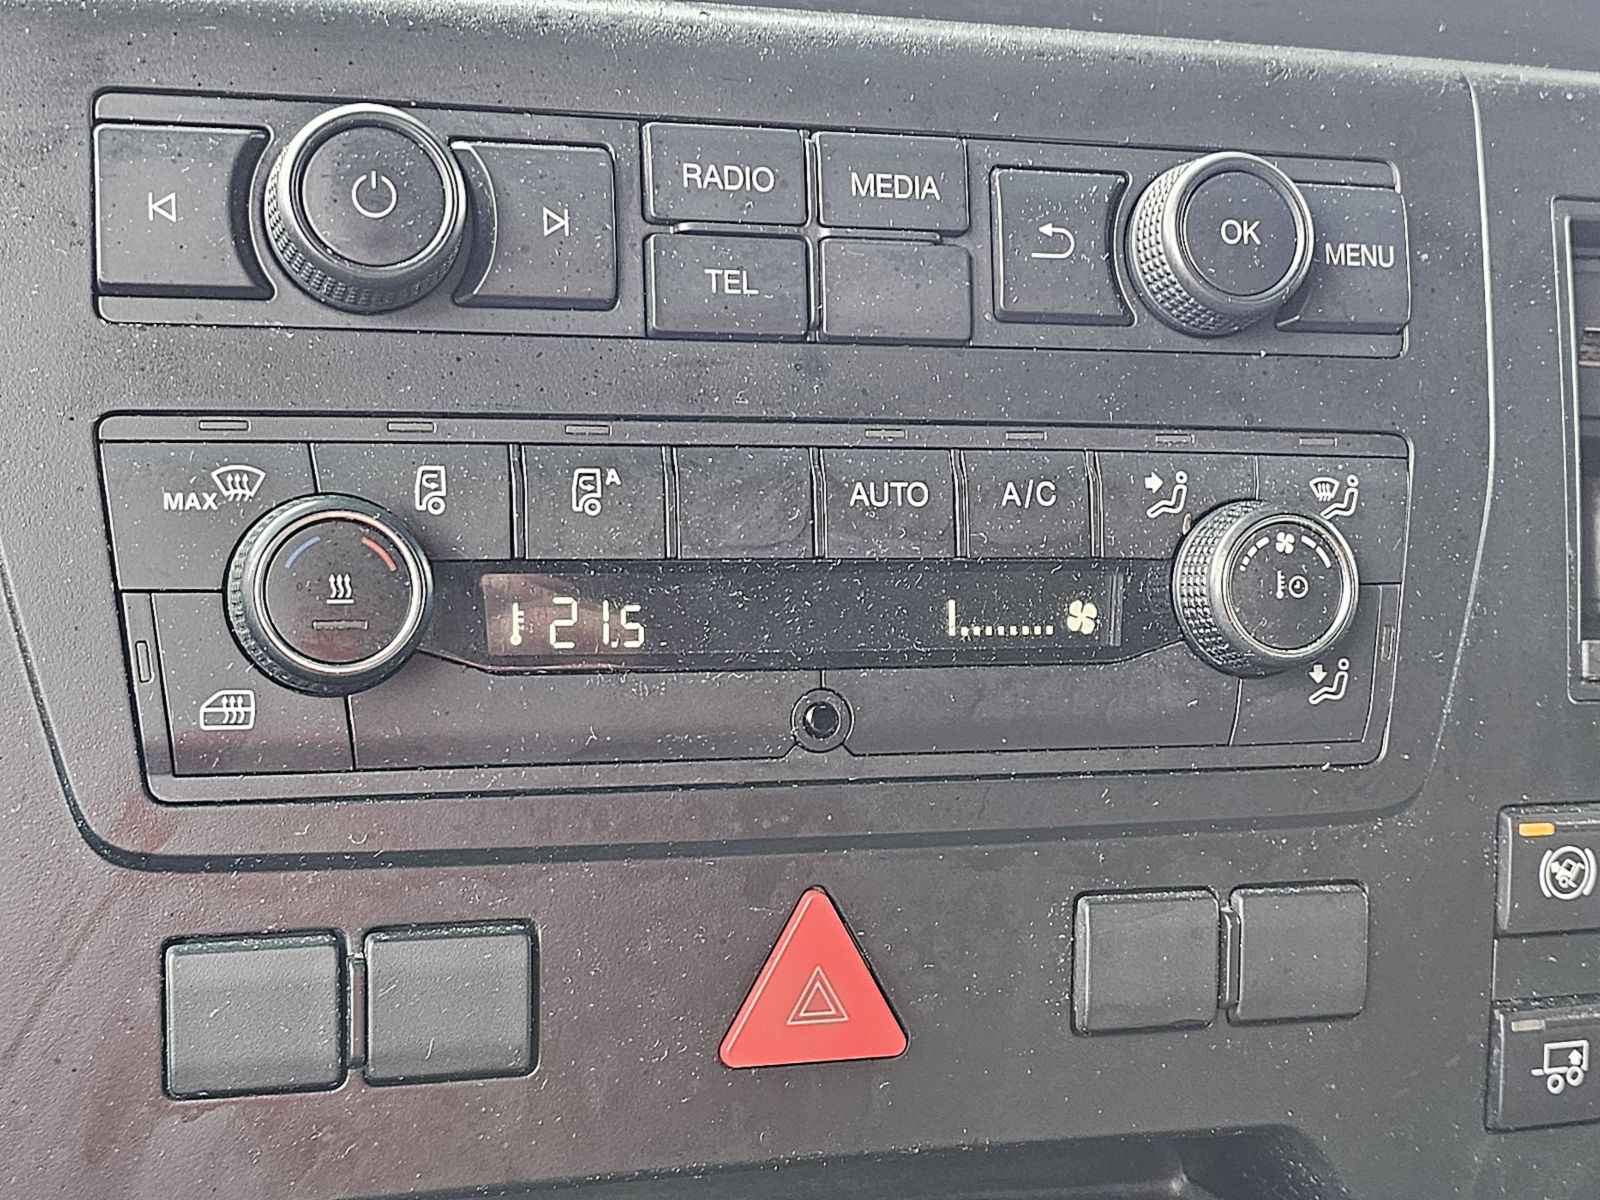 RADIO
MEDIA
TEL
OK
MENU
MAX
A
AUTO
A/C
21.5